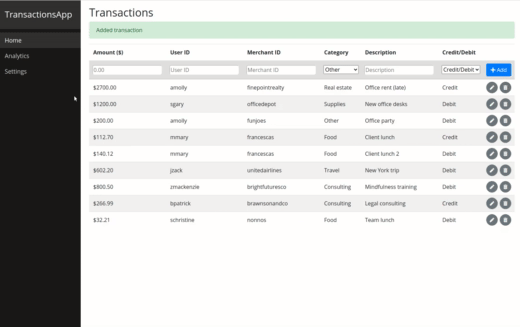 TransactionsApp
Home
Analytics
Settings
Transactions
Added transaction
Amount ($) User ID Merchant ID Category Description Credit/Debit
0.00 User ID Merchant ID Other Description Credit/Debit + Add
$2700.00 amolly finepointrealty Real estate Office rent (late) Credit
$1200.00 sgary officedepot Supplies New office desks Debit
$200.00 amolly funjoes Other Office party Debit
$112.70 mmary francescas Food Client lunch Credit
$140.12 mmary francescas Food Client lunch 2 Debit
$602.20 jzack unitedairlines Travel New York trip Debit
$800.50 zmackenzie brightfuturesco Consulting Mindfulness training Debit
$266.99 bpatrick brawnsonandco Consulting Legal consulting Credit
$32.21 schristine nonnos Food Team lunch Debit